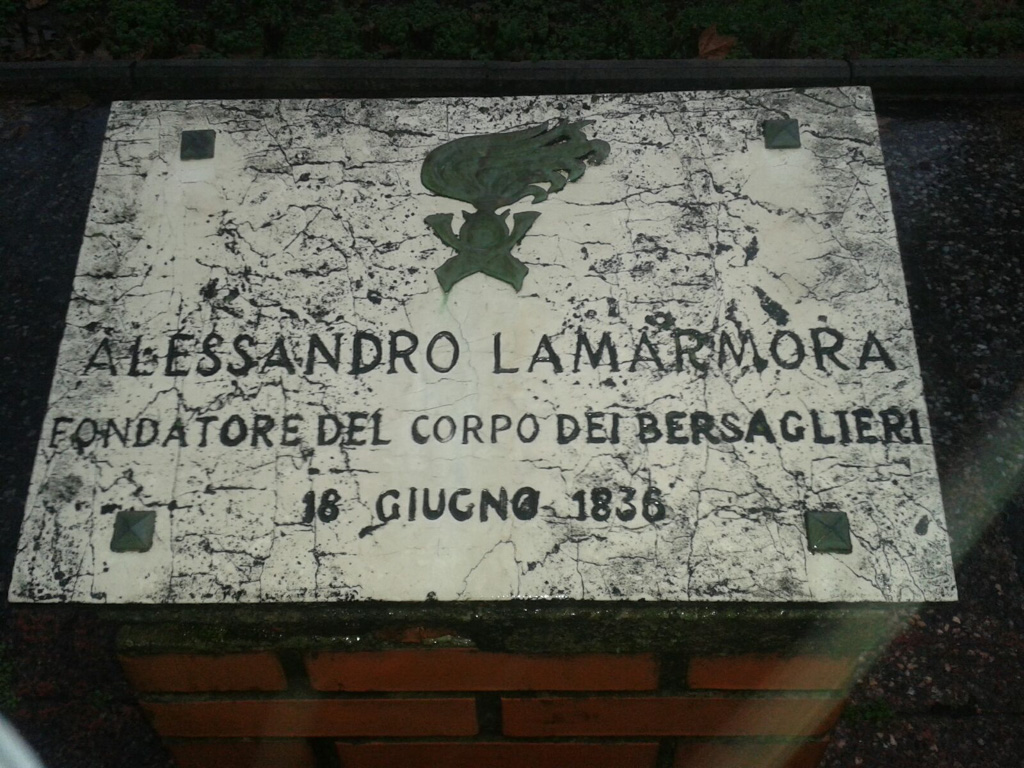 ALESSANDRO LAMARMORA
FONDATORE DEL CORPO DEI BERSAGLIERI
18 GIUGNO 1836